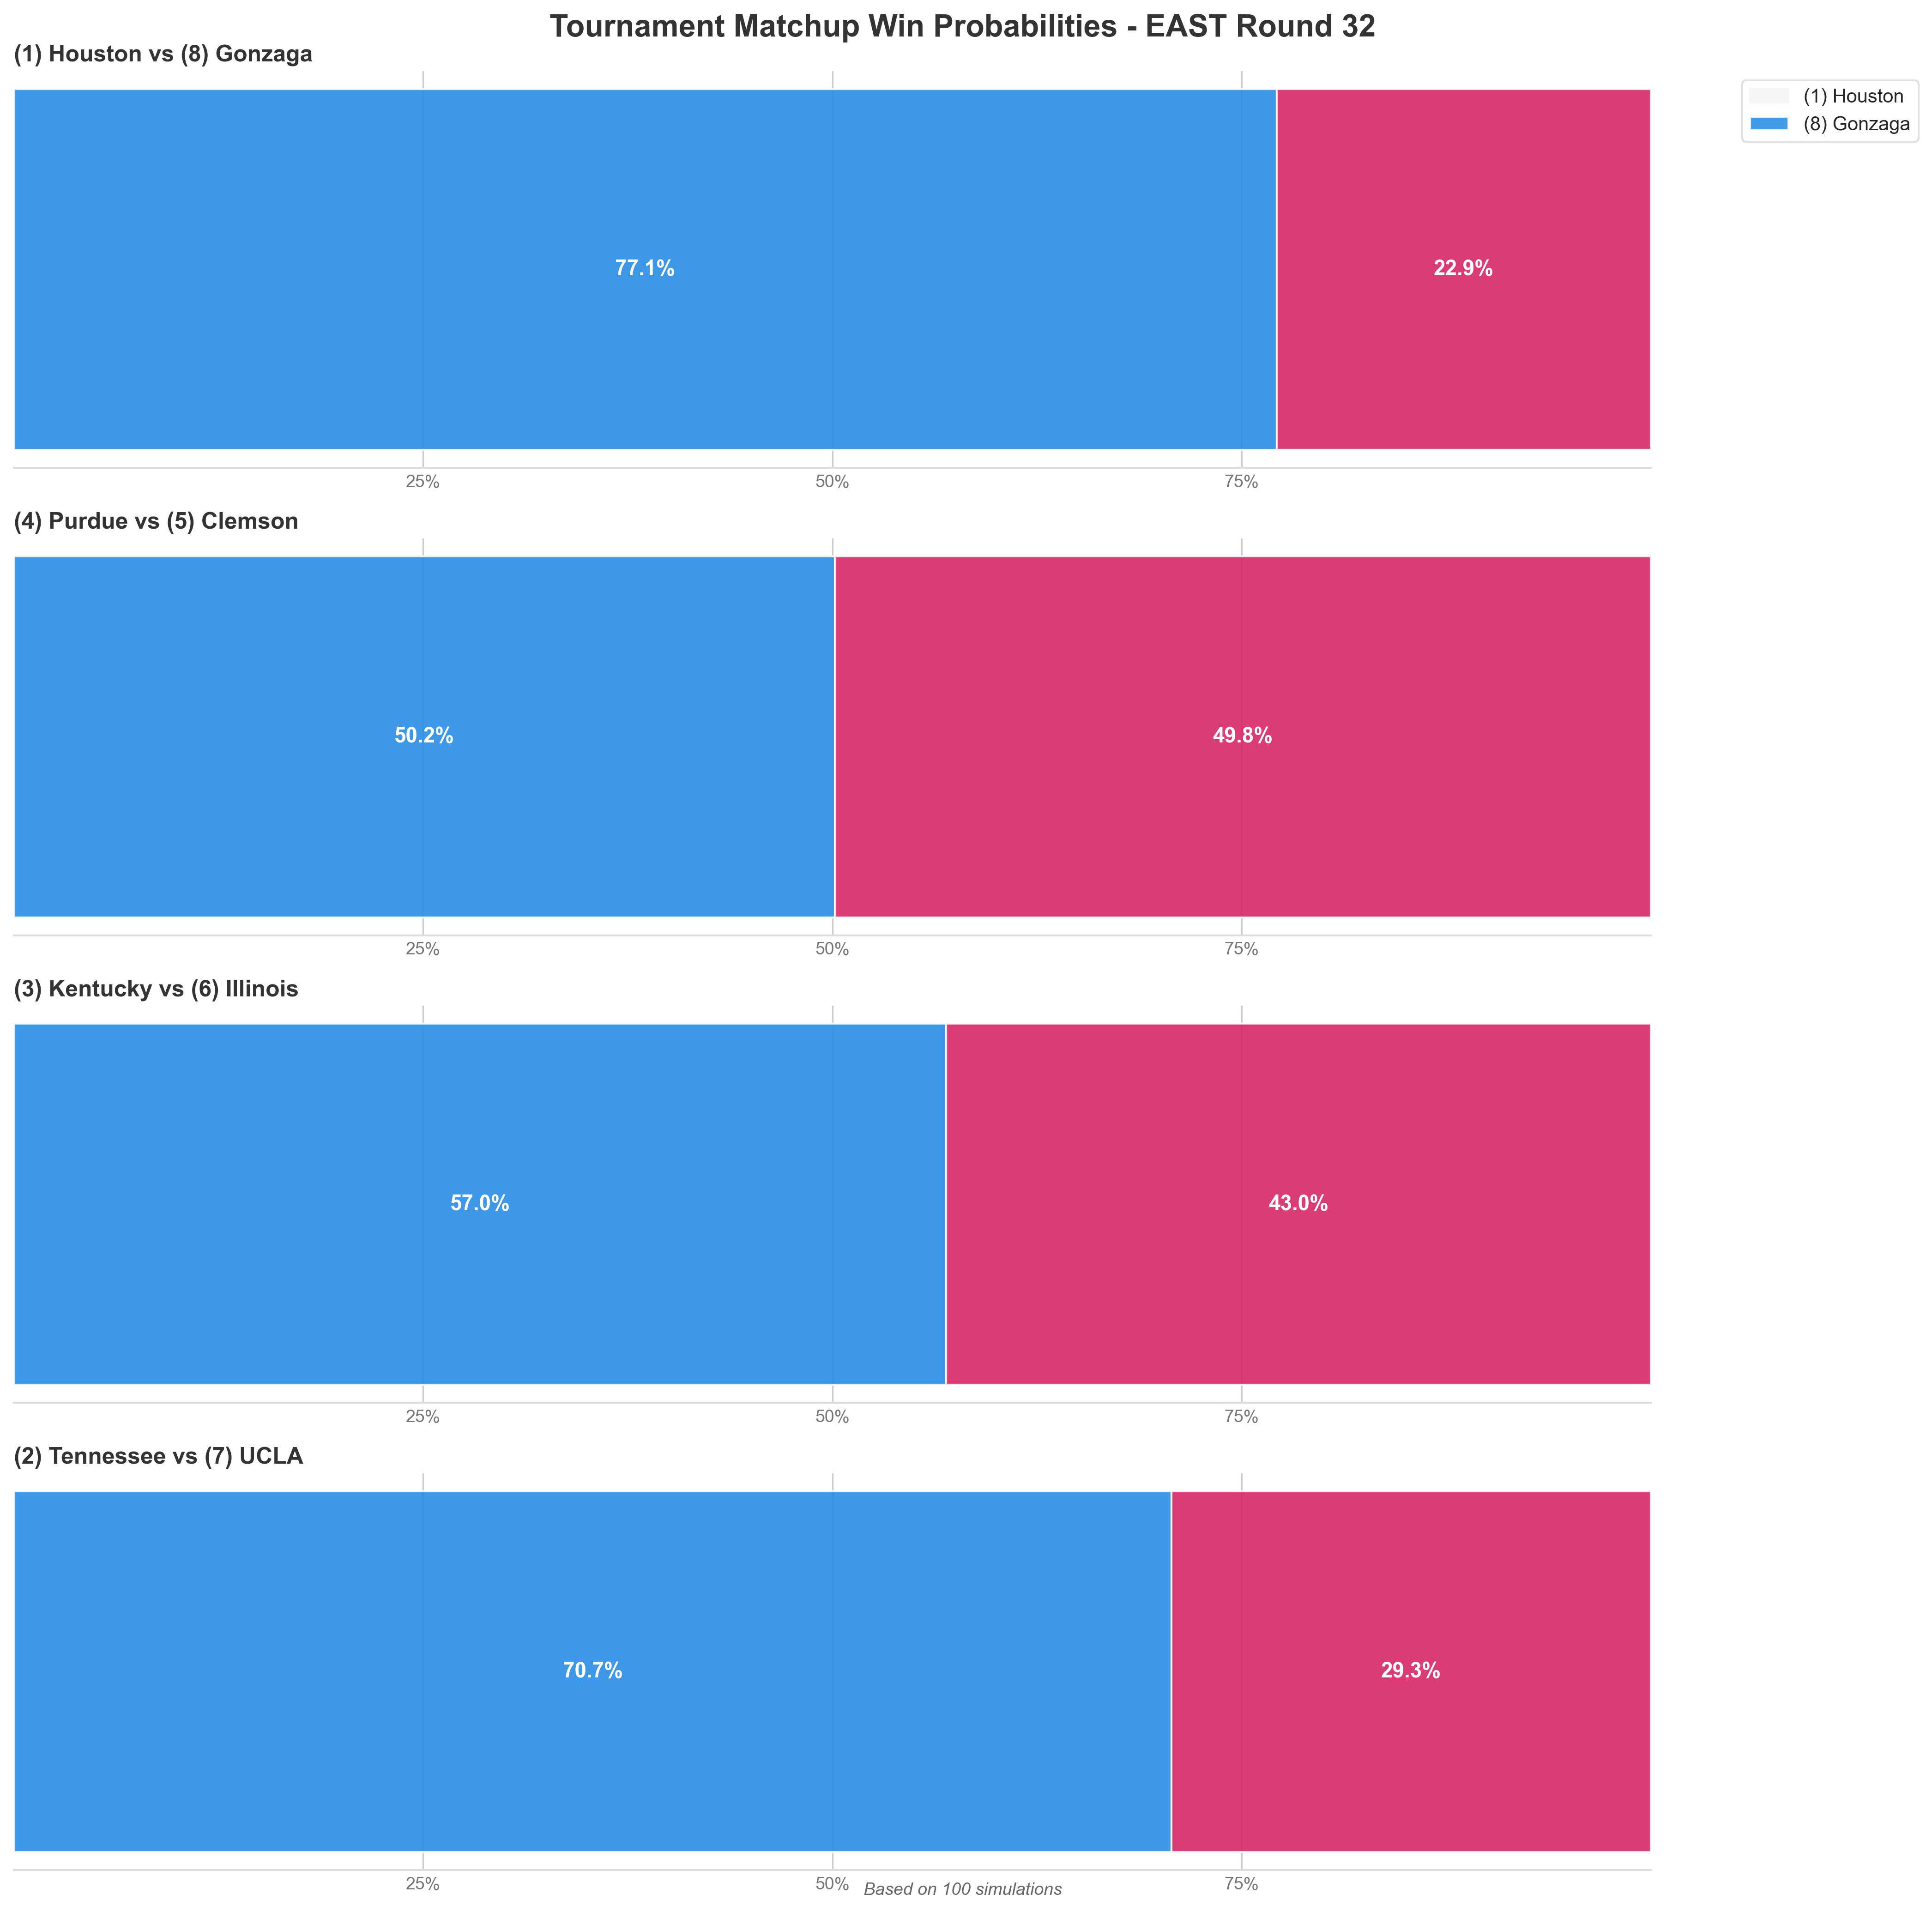 Tournament Matchup Win Probabilities - EAST Round 32
(1) Houston vs (8) Gonzaga
(1) Houston
(8) Gonzaga
77.1%
22.9%
25%
50%
75%
(4) Purdue vs (5) Clemson
50.2%
49.8%
25%
50%
75%
(3) Kentucky vs (6) Illinois
57.0%
43.0%
25%
50%
75%
(2) Tennessee vs (7) UCLA
70.7%
29.3%
25%
50%
75%
Based on 100 simulations